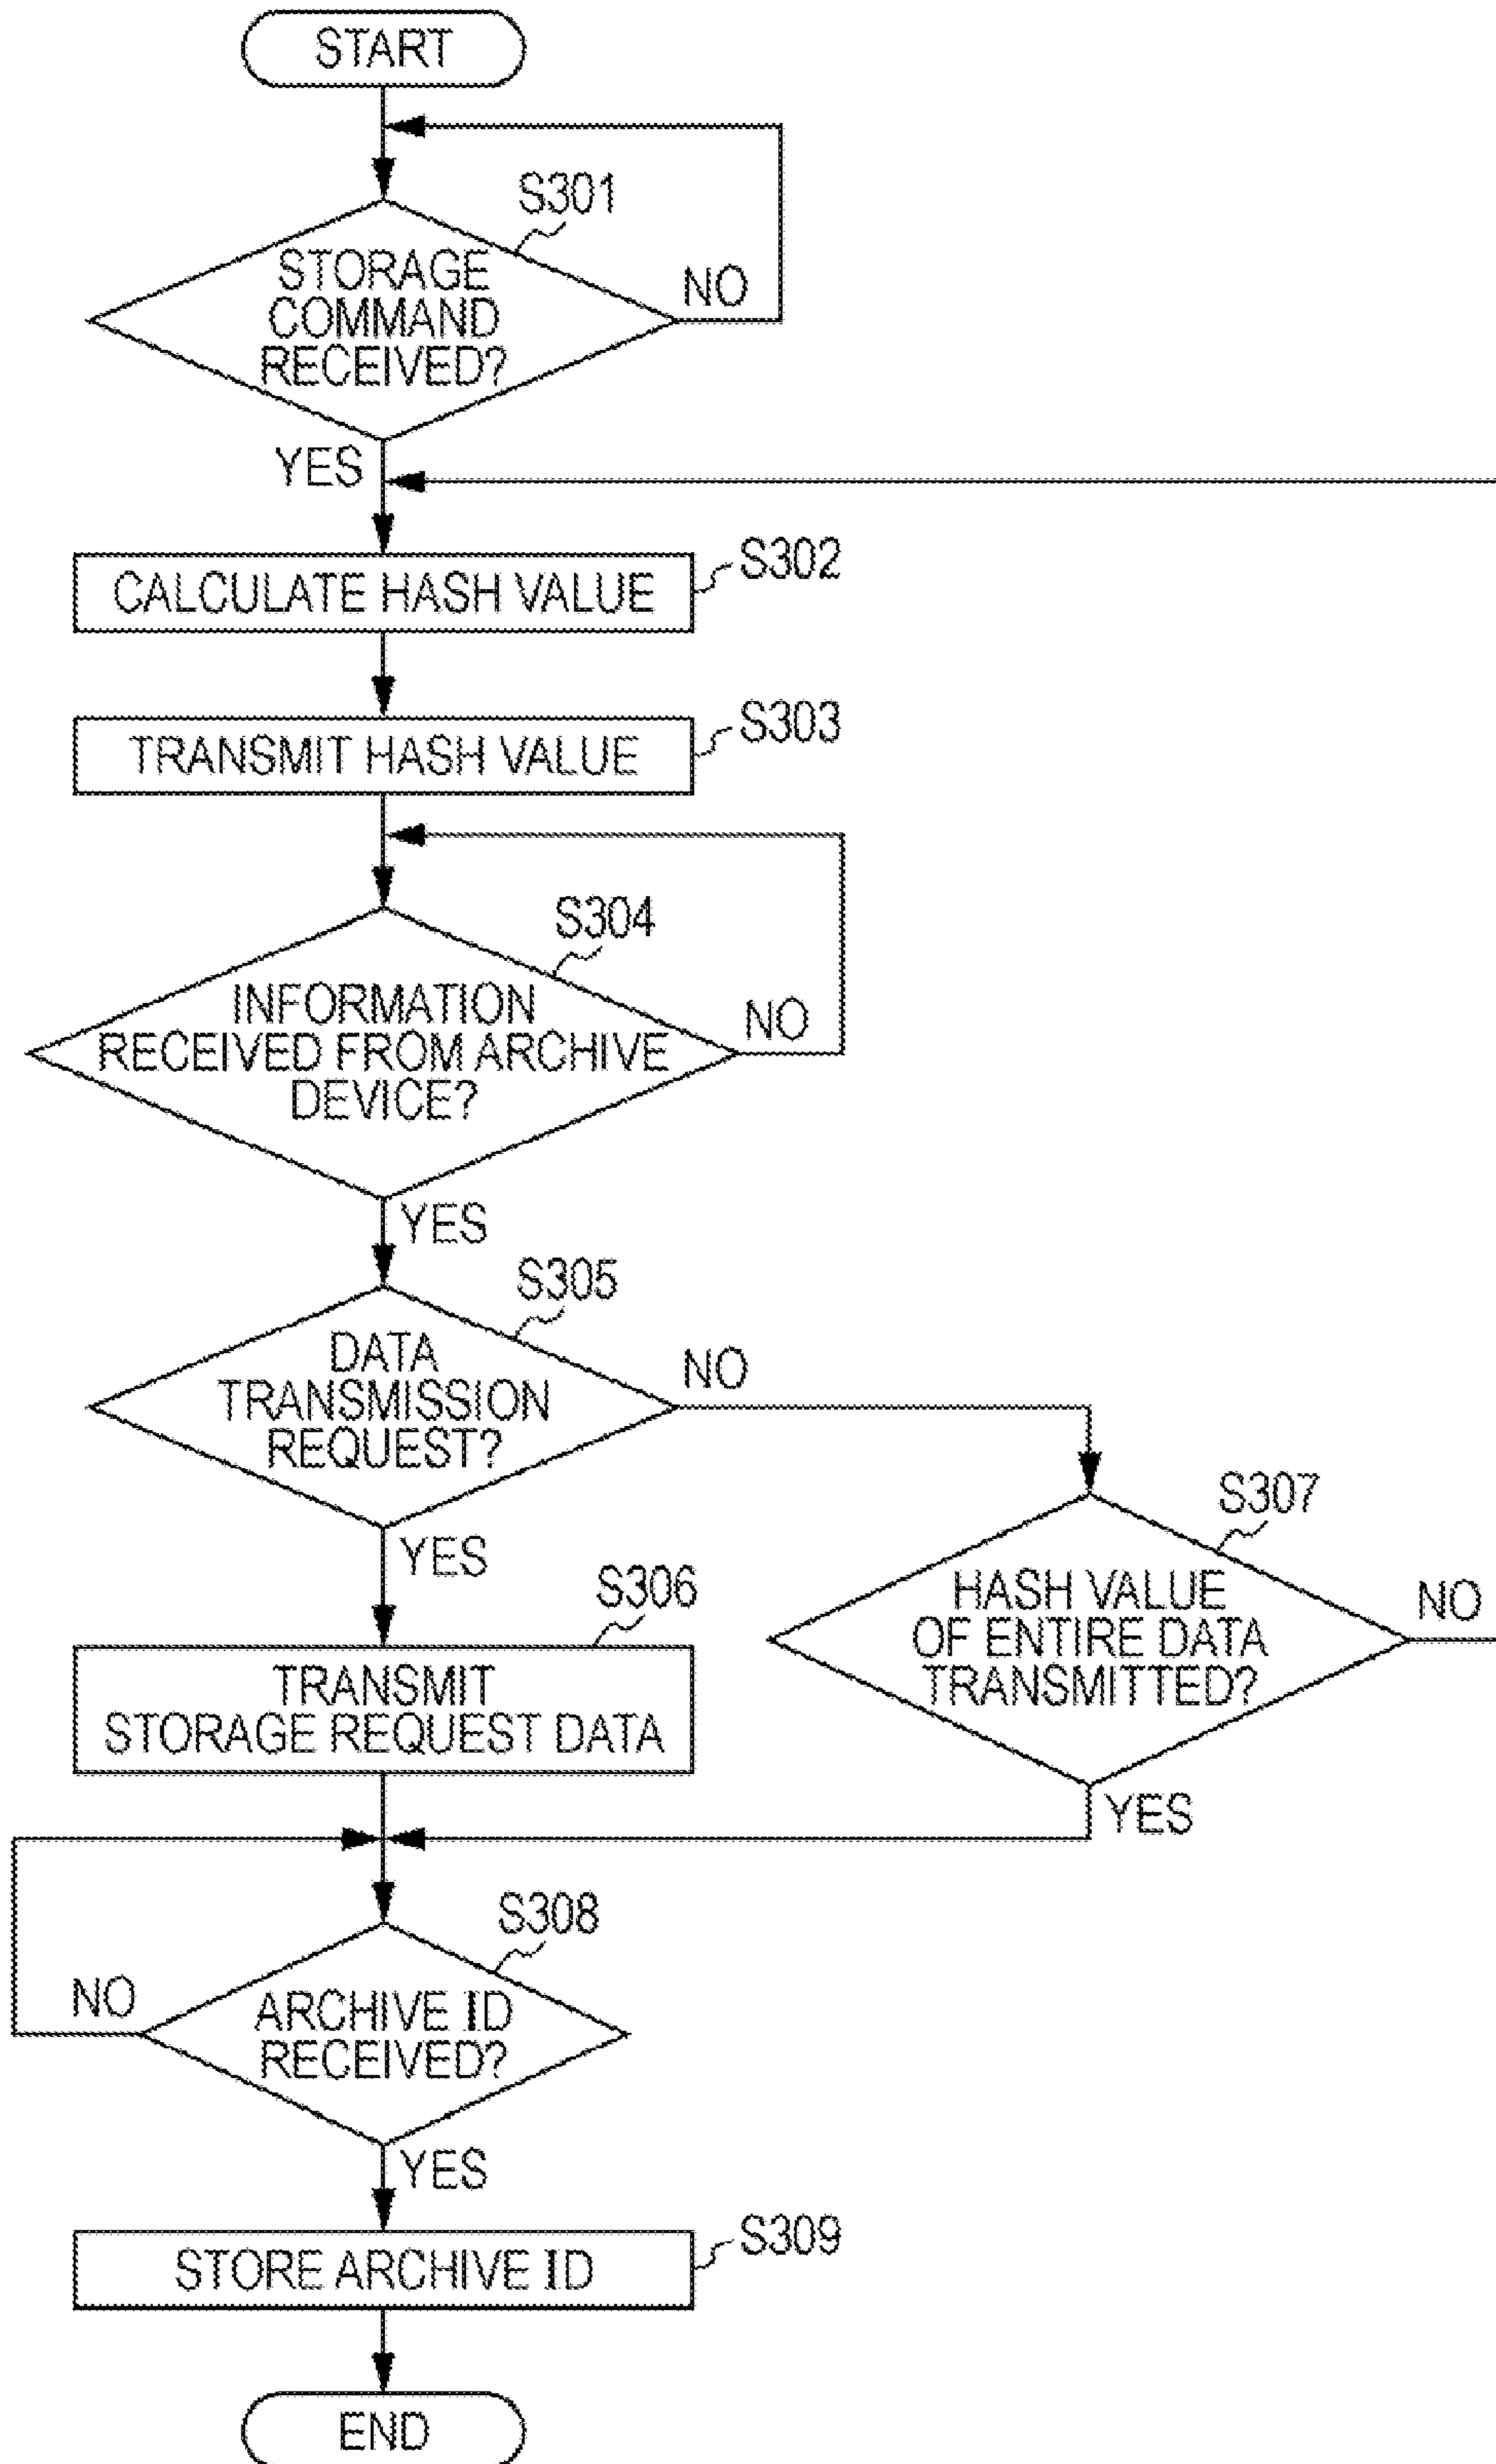 START
S301
STORAGE
COMMAND
RECEIVED?
NO
YES
CALCULATE HASH VALUE
S302
TRANSMIT HASH VALUE
S303
S304
INFORMATION
RECEIVED FROM ARCHIVE
DEVICE?
NO
YES
S305
DATA
TRANSMISSION
REQUEST?
NO
YES
S306
TRANSMIT
STORAGE REQUEST DATA
S307
HASH VALUE
OF ENTIRE DATA
TRANSMITTED?
NO
YES
S308
ARCHIVE ID
RECEIVED?
NO
YES
STORE ARCHIVE ID
S309
END